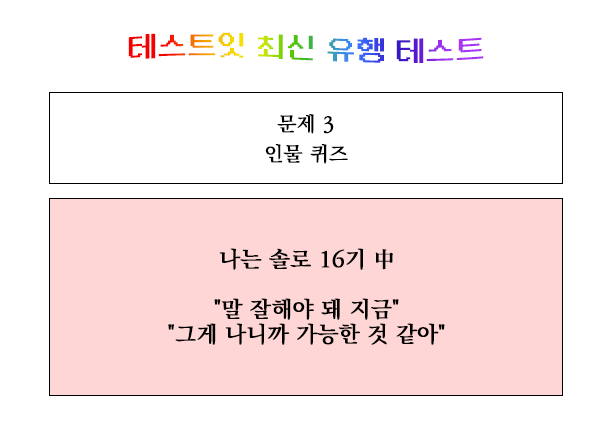 테스트잇 최신 유행 테스트
문제 3
인물 퀴즈
나는 솔로 16기 中
"말 잘해야 돼 지금"
"그게 나니까 가능한 것 같아"